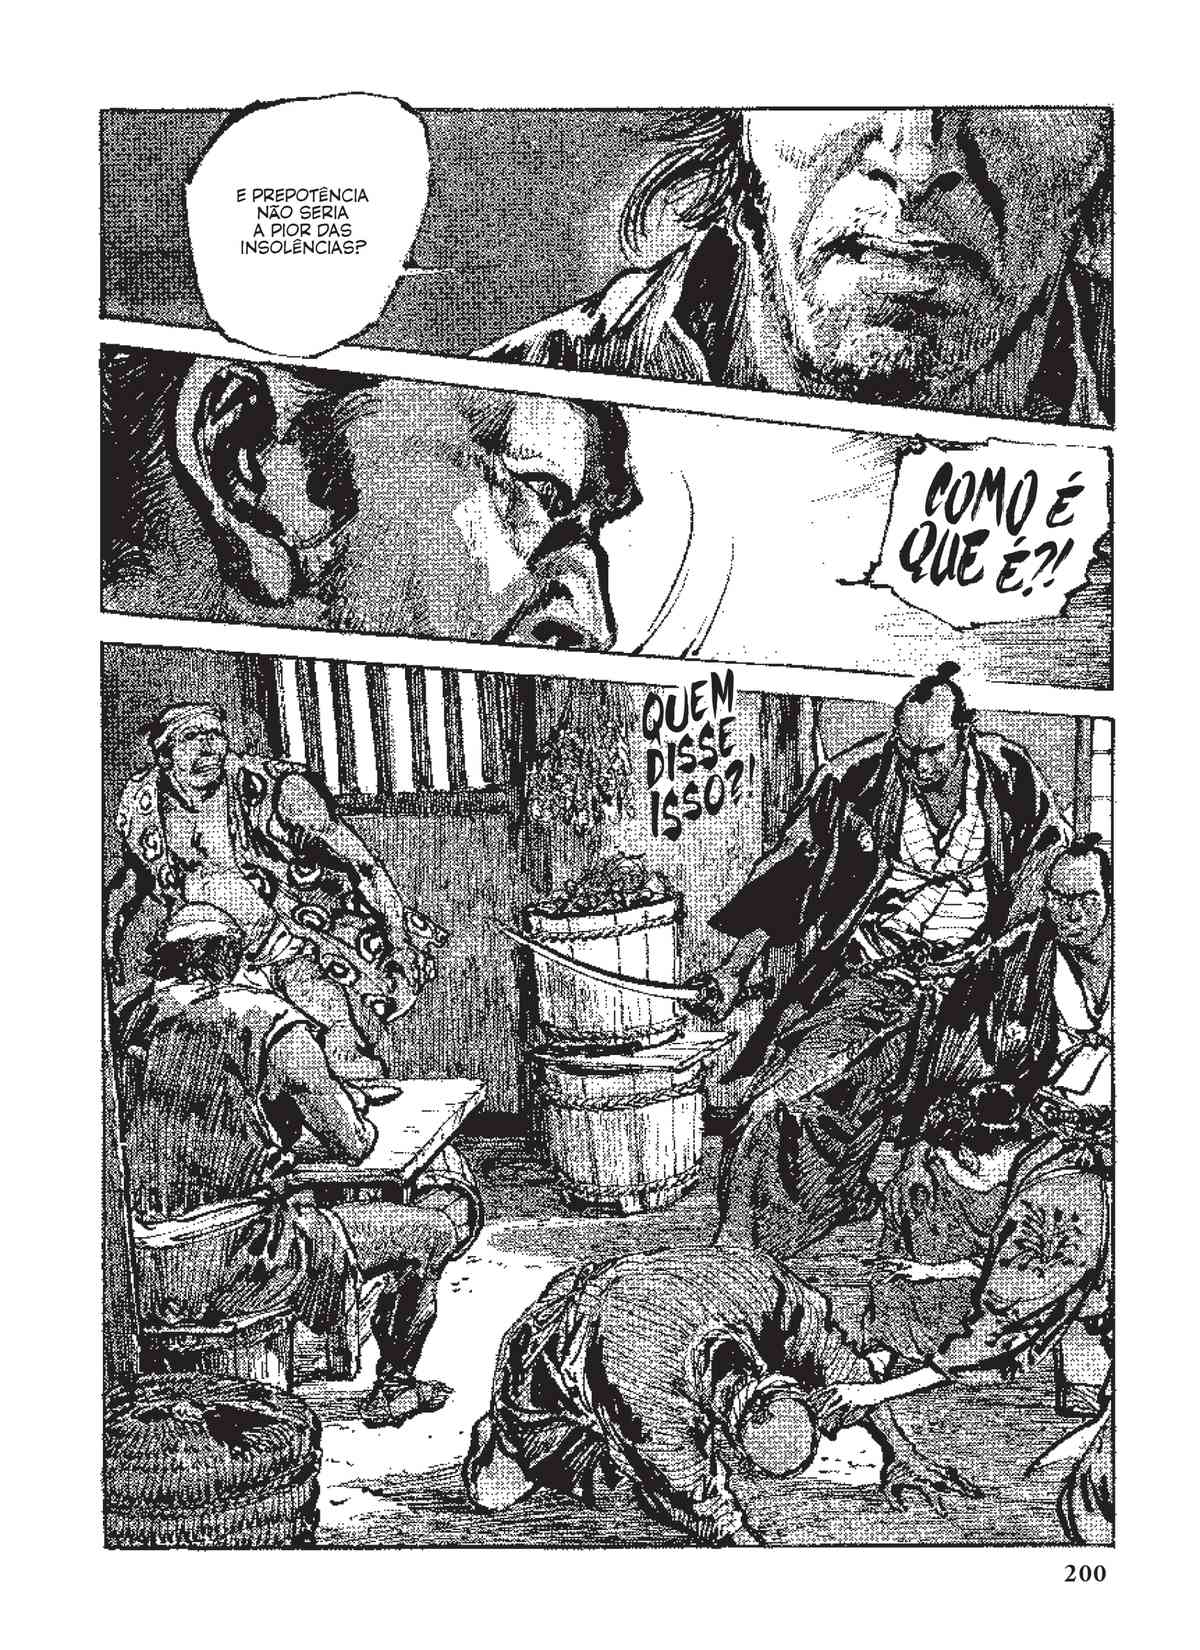 E PREPOTÊNCIA
NÃO SERIA
A PIOR DAS
INSOLÊNCIAS?
COMO É
QUE É?!
QUEM
DISSE
ISSO?!
200